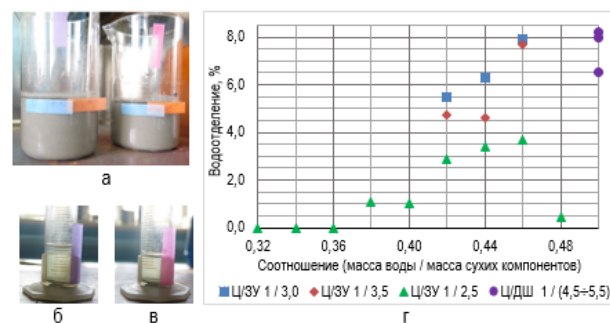 а
б
в
Водоотделение, %
8,0
6,0
4,0
2,0
0,0
0,32
0,36
0,40
0,44
0,48
Соотношение (масса воды / масса сухих компонентов)
Ц/ЗУ 1 / 3,0
Ц/ЗУ 1 / 3,5
Ц/ЗУ 1 / 2,5
Ц/ДШ 1 / (4,5÷5,5)
г